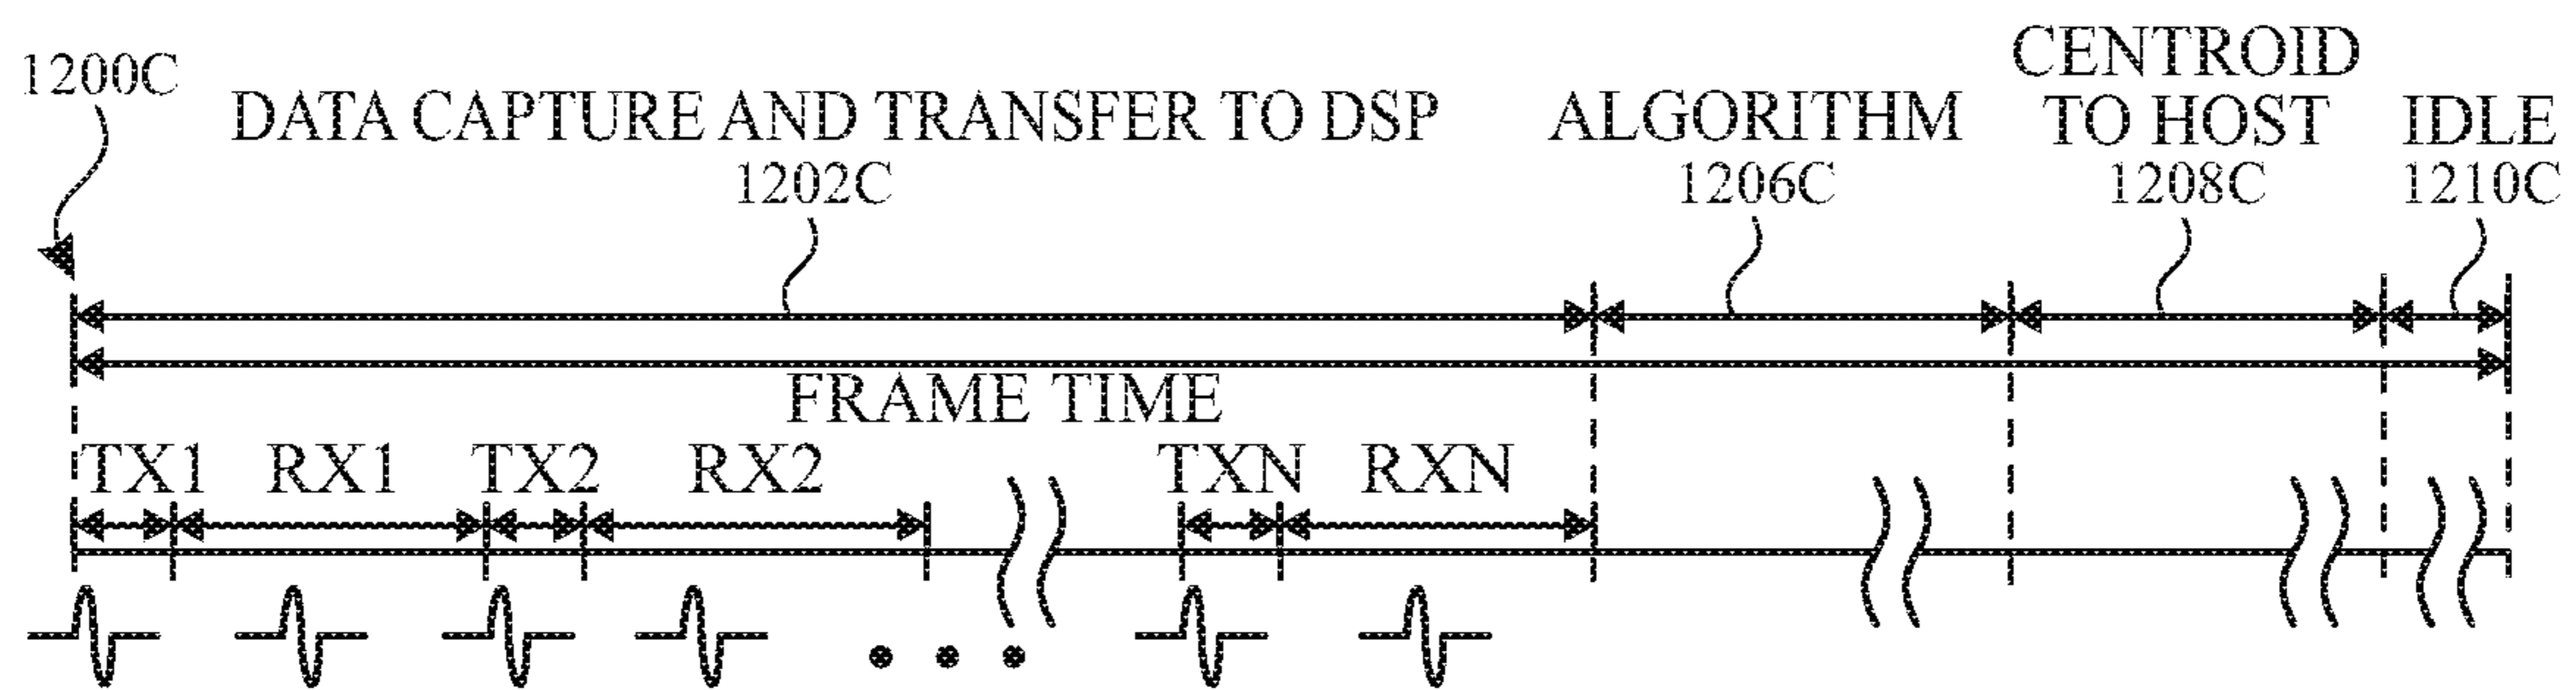 1200C
DATA CAPTURE AND TRANSFER TO DSP
1202C
ALGORITHM
1206C
CENTROID
TO HOST
1208C
IDLE
1210C
FRAME TIME
TX1 RX1 TX2 RX2 TXN RXN